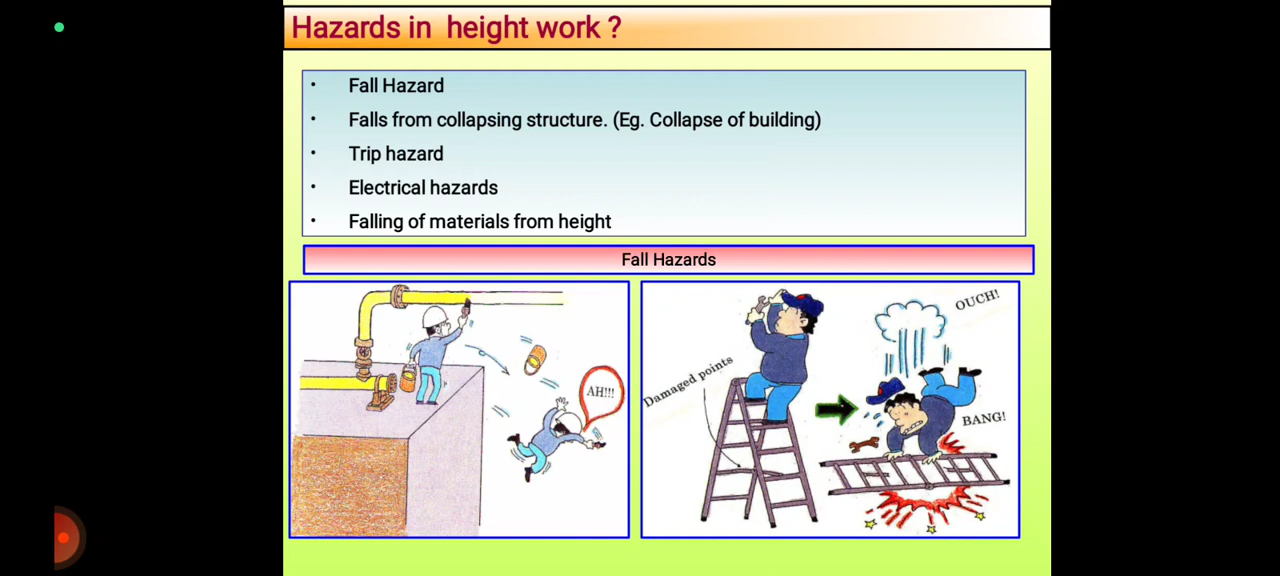 Hazards in height work ?
• Fall Hazard
• Falls from collapsing structure. (Eg. Collapse of building)
• Trip hazard
• Electrical hazards
• Falling of materials from height
Fall Hazards
AH!!!
Damaged points
OUCH!
BANG!